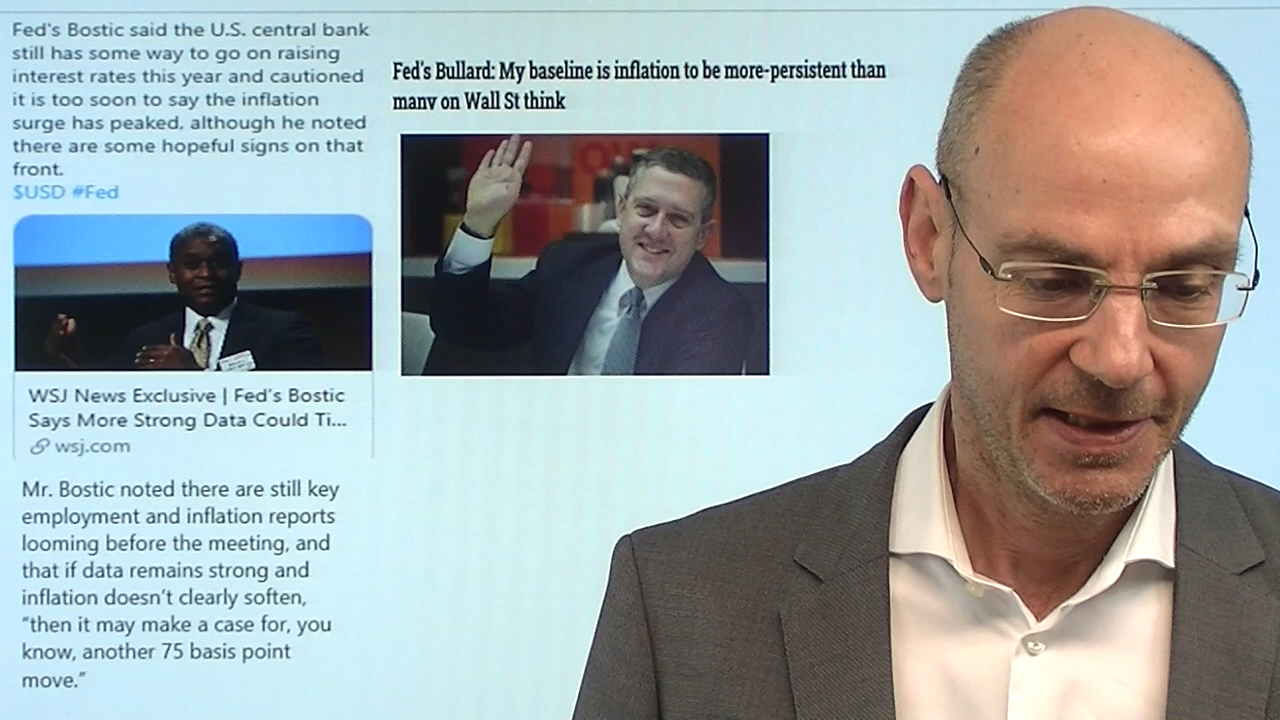 Fed's Bostic said the U.S. central bank
still has some way to go on raising
interest rates this year and cautioned
it is too soon to say the inflation
surge has peaked, although he noted
there are some hopeful signs on that
front.
$USD #Fed
WSJ News Exclusive | Fed's Bostic
Says More Strong Data Could Ti...
wsj.com
Mr. Bostic noted there are still key
employment and inflation reports
looming before the meeting, and
that if data remains strong and
inflation doesn't clearly soften,
“then it may make a case for, you
know, another 75 basis point
move.”
Fed's Bullard: My baseline is inflation to be more-persistent than
many on Wall St think